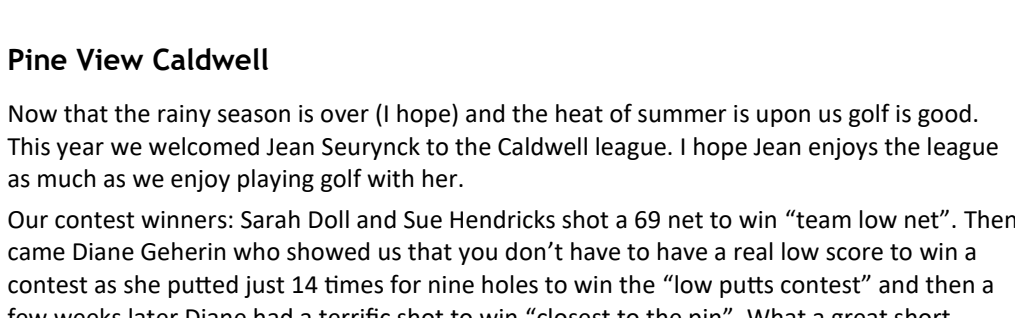 Pine View Caldwell
Now that the rainy season is over (I hope) and the heat of summer is upon us golf is good.
This year we welcomed Jean Seurynck to the Caldwell league. I hope Jean enjoys the league
as much as we enjoy playing golf with her.
Our contest winners: Sarah Doll and Sue Hendricks shot a 69 net to win “team low net”. Then
came Diane Geherin who showed us that you don’t have to have a real low score to win a
contest as she putted just 14 times for nine holes to win the “low putts contest” and then a
few weeks later Diane had a terrific shot to win “closest to the pin”. What a great short